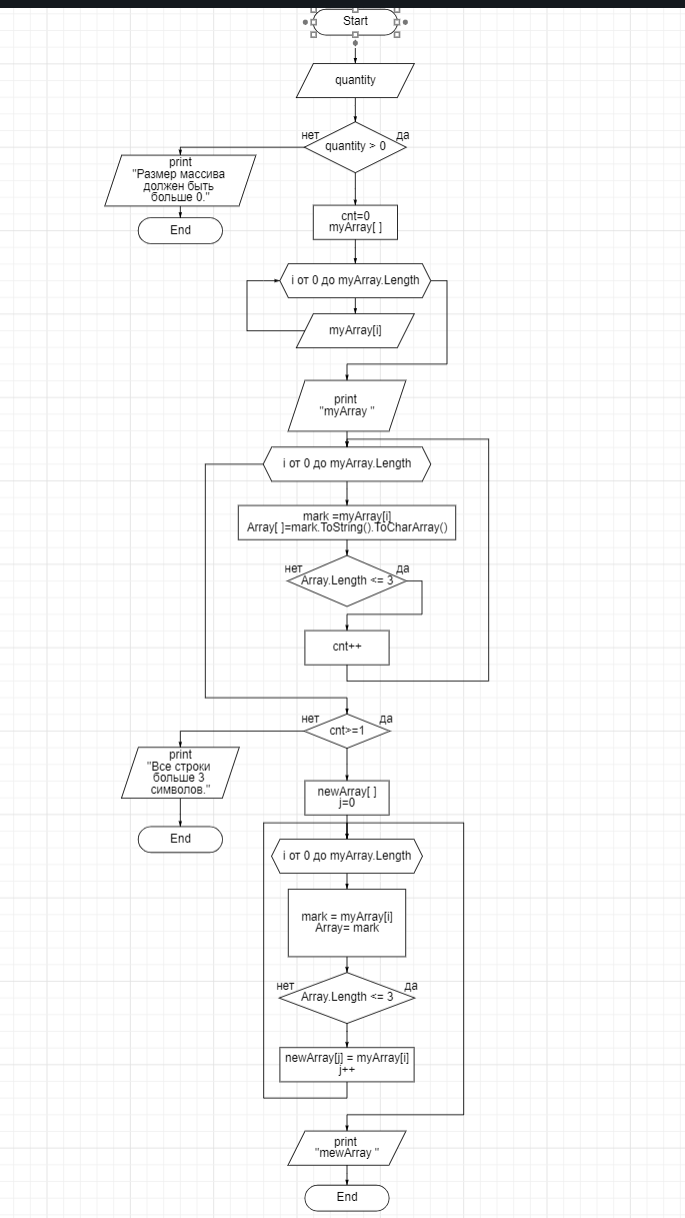 Start
quantity
нет
да
quantity > 0
print
"Размер массива
должен быть
больше 0."
End
cnt=0
myArray[ ]
i от 0 до myArray.Length
myArray[i]
print
"myArray "
i от 0 до myArray.Length
mark =myArray[i]
Array[ ]=mark.ToString().ToCharArray()
нет
да
Array.Length <= 3
cnt++
нет
да
cnt>=1
print
"Все строки
больше 3
символов."
End
newArray[ ]
j=0
i от 0 до myArray.Length
mark = myArray[i]
Array= mark
нет
да
Array.Length <= 3
newArray[j] = myArray[i]
j++
print
"mewArray "
End